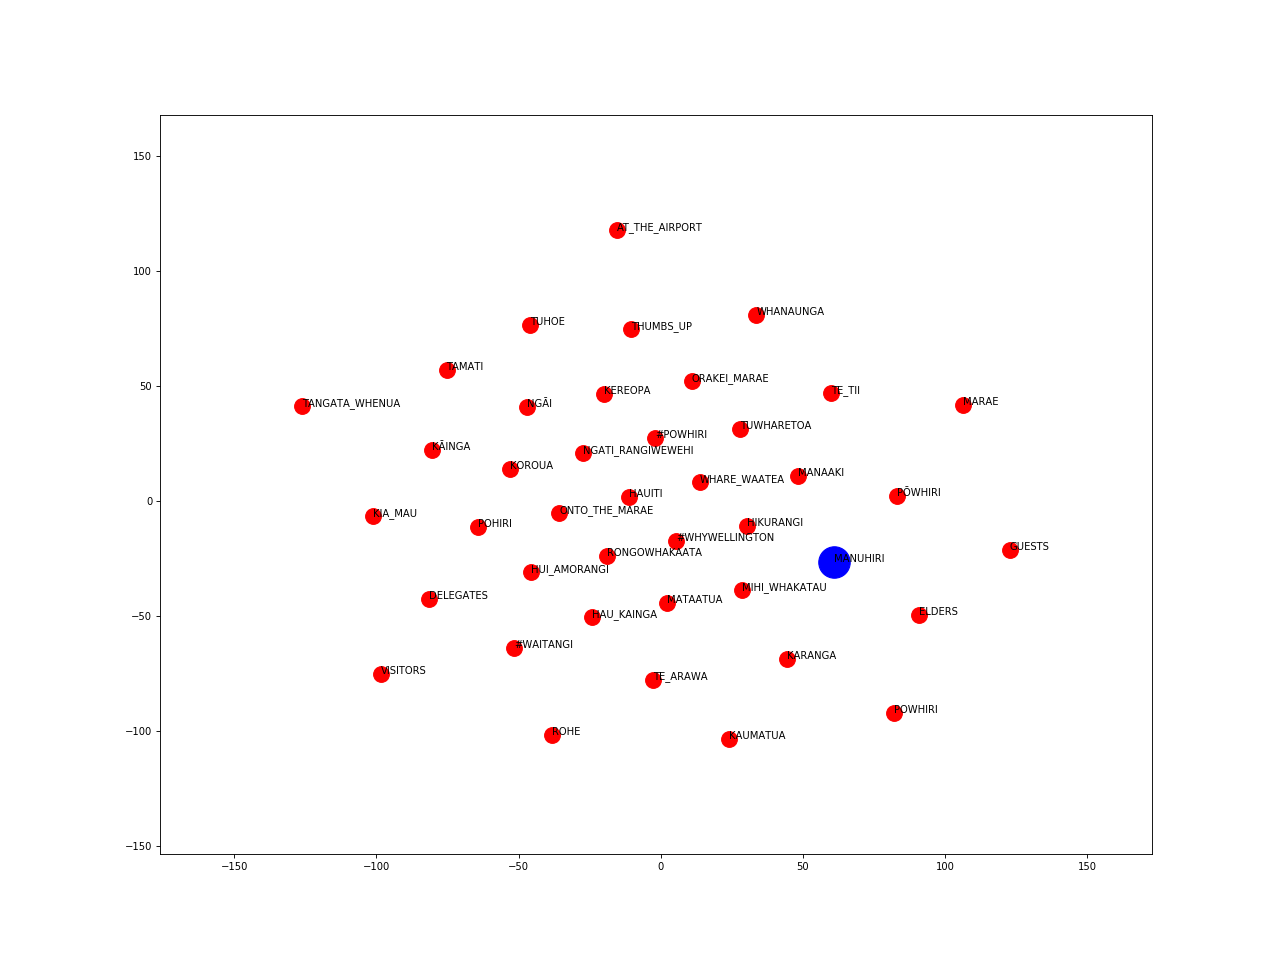 150
AT_THE_AIRPORT
100
WHANAUNGA
TUHOE
THUMBS_UP
TAMATI
ORAKEI_MARAE
50
KEREOPA
TE_TII
TANGATA_WHENUA
NGĀI
MARAE
TUWHARETOA
#POWHIRI
KĀINGA
NGATI_RANGIWEWEHI
KOROUA
MANAAKI
WHARE_WAATEA
HAUITI
PŌWHIRI
0
ONTO_THE_MARAE
KIA_MAU
POHIRI
HIKURANGI
#WHYWELLINGTON
GUESTS
RONGOWHAKAATA
MANUHIRI
HUI_AMORANGI
MIHI_WHAKATAU
DELEGATES
MATAATUA
−50
ELDERS
HAU_KAINGA
#WAITANGI
KARANGA
VISITORS
TE_ARAWA
POWHIRI
−100
ROHE
KAUMATUA
−150
−150 −100 −50 0 50 100 150